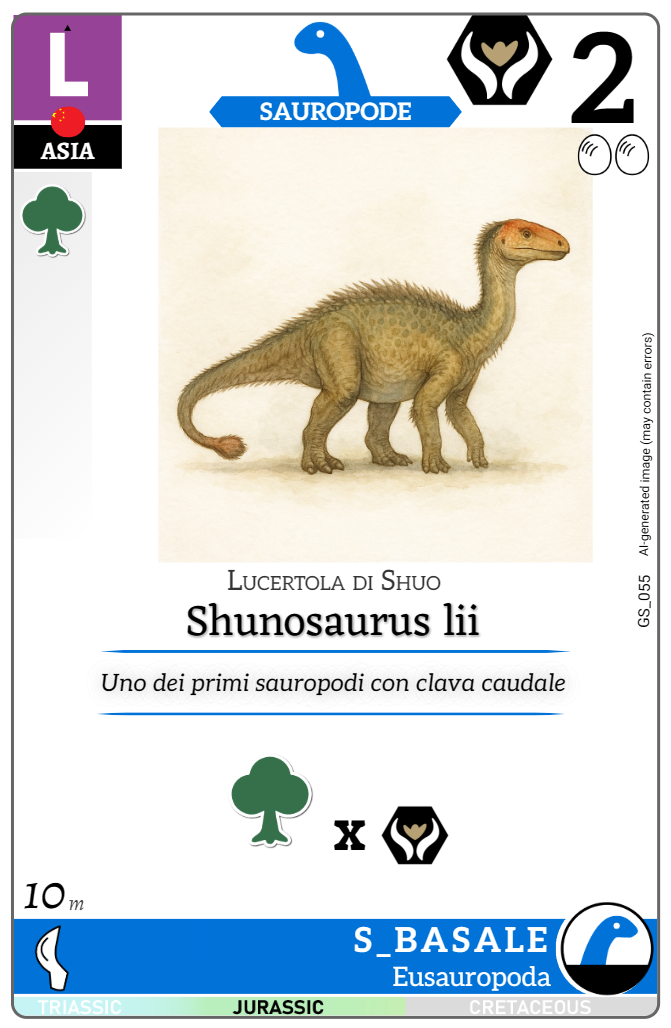 L
ASIA
SAUROPODE
2
AI-generated image (may contain errors)
GS_055
Lucertola di Shuo
Shunosaurus lii
Uno dei primi sauropodi con clava caudale
x
10 m
S_BASALE
Eusauropoda
TRIASSIC JURASSIC CRETACEOUS